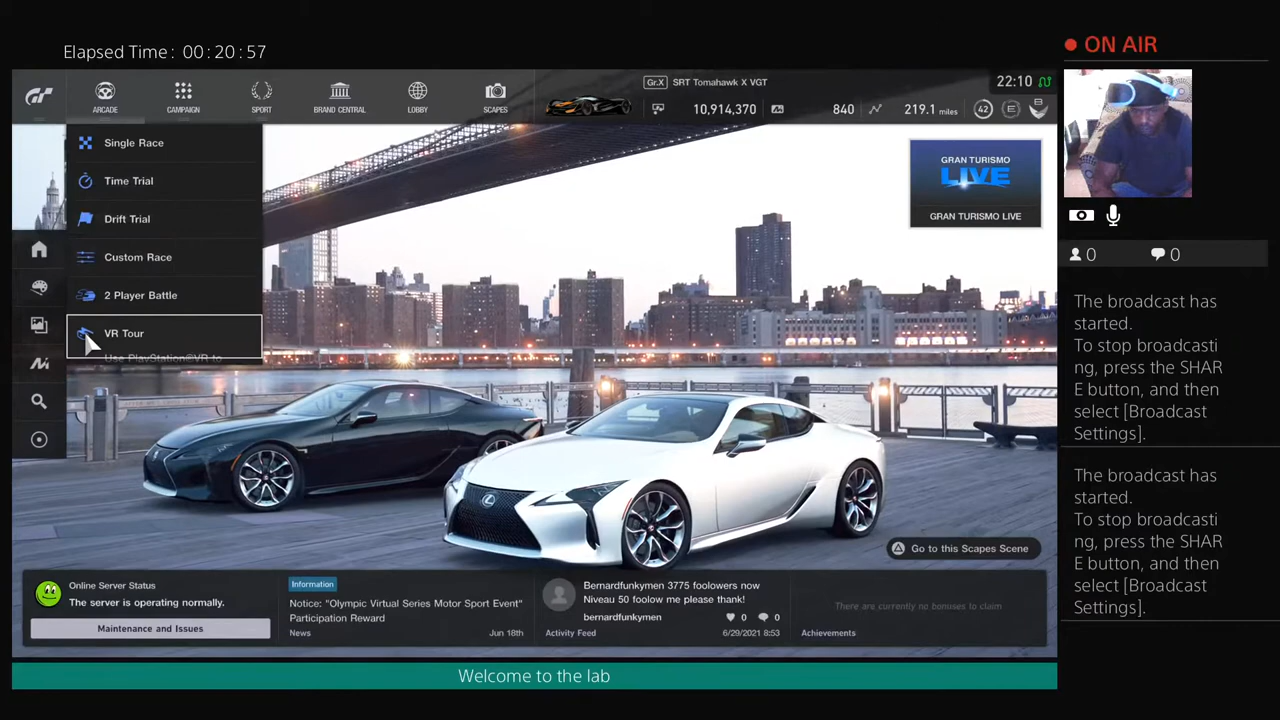 Elapsed Time: 00:20:57
ON AIR
ARCADE
CAMPAIGN
SPORT
BRAND CENTRAL
LOBBY
SCAPES
Gr.X SRT Tomahawk X VGT
10,914,370
840
219.1 miles
22:10
42
E
B
Single Race
Time Trial
Drift Trial
Custom Race
2 Player Battle
VR Tour
Use PlayStation®VR to
GRAN TURISMO
LIVE
GRAN TURISMO LIVE
0
0
The broadcast has
started.
To stop broadcasti
ng, press the SHAR
E button, and then
select [Broadcast
Settings].
The broadcast has
started.
To stop broadcasti
ng, press the SHAR
E button, and then
select [Broadcast
Settings].
Go to this Scapes Scene
Online Server Status
The server is operating normally.
Maintenance and Issues
Information
Notice: "Olympic Virtual Series Motor Sport Event"
Participation Reward
News
Jun 18th
Bernardfunkymen 3775 foolowers now
Niveau 50 foolow me please thank!
bernardfunkymen
0
0
Activity Feed
6/29/2021 8:53
There are currently no bonuses to claim
Achievements
Welcome to the lab